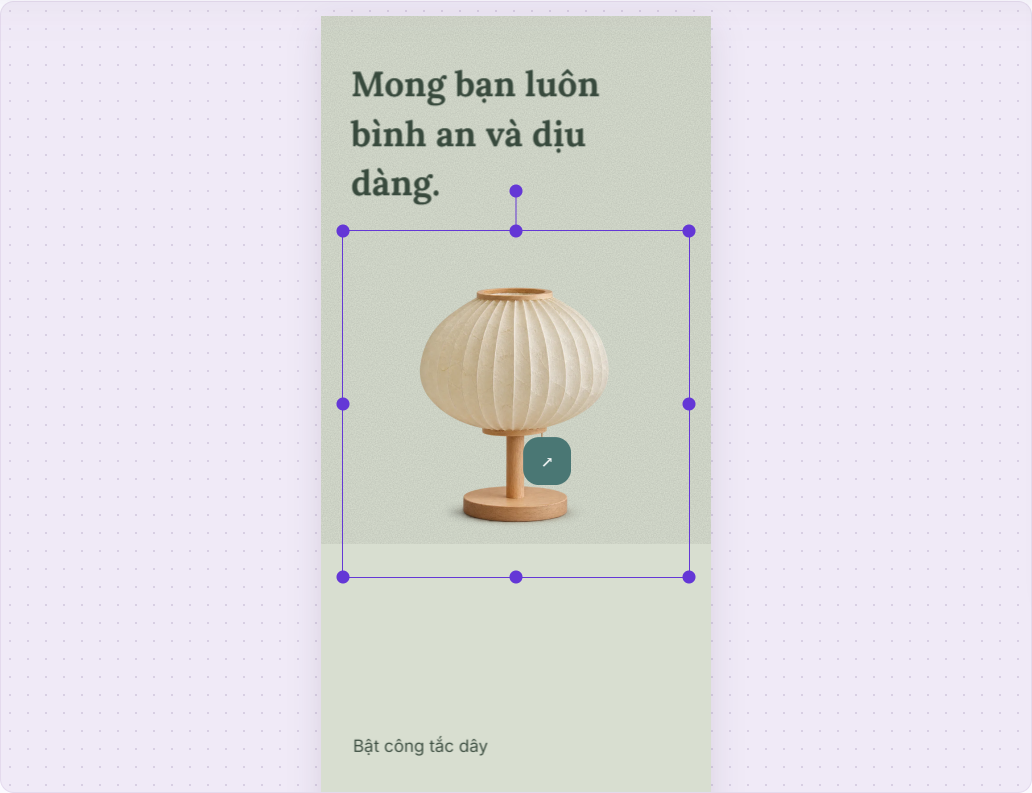 Mong bạn luôn
bình an và dịu
dàng.
Bật công tắc dây